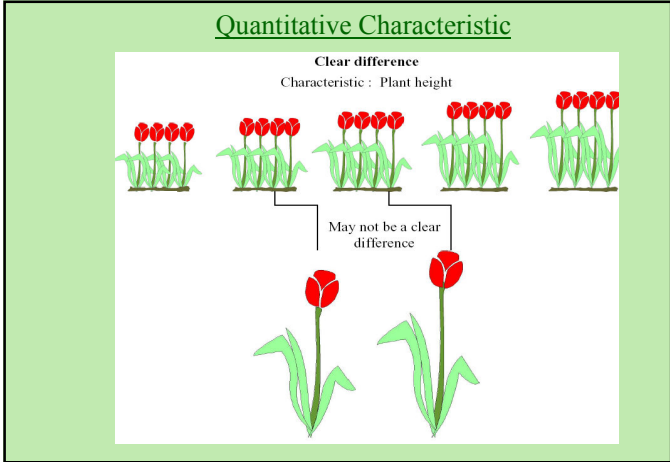 Quantitative Characteristic
Clear difference
Characteristic : Plant height
May not be a clear
difference